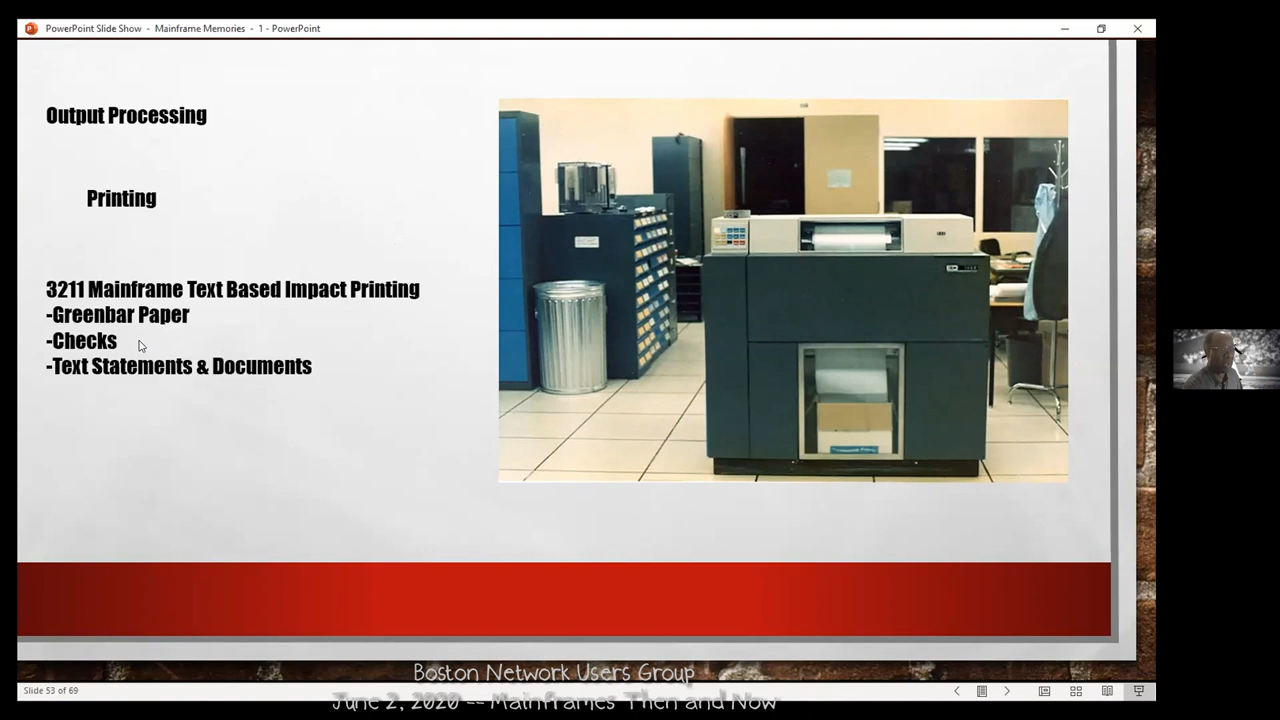 PowerPoint Slide Show - Mainframe Memories - 1 - PowerPoint
Output Processing
Printing
3211 Mainframe Text Based Impact Printing
-Greenbar Paper
-Checks
-Text Statements & Documents
Boston Network Users Group
June 2, 2020 -- Mainframes Then and Now
Slide 53 of 69